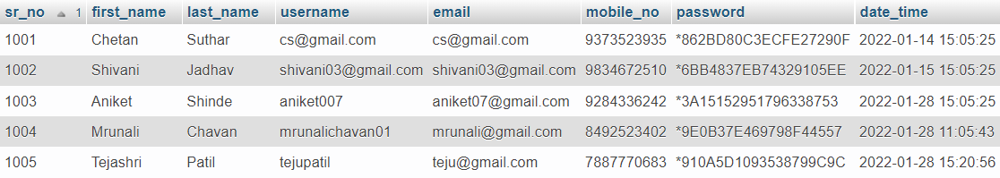 sr_no 1 first_name last_name username email mobile_no password date_time
1001 Chetan Suthar cs@gmail.com cs@gmail.com 9373523935 *862BD80C3ECFE27290F 2022-01-14 15:05:25
1002 Shivani Jadhav shivani03@gmail.com shivani03@gmail.com 9834672510 *6BB4837EB74329105EE 2022-01-15 15:05:25
1003 Aniket Shinde aniket007 aniket07@gmail.com 9284336242 *3A15152951796338753 2022-01-28 15:05:25
1004 Mrunali Chavan mrunalichavan01 mrunali@gmail.com 8492523402 *9E0B37E469798F44557 2022-01-28 11:05:43
1005 Tejashri Patil tejupatil teju@gmail.com 7887770683 *910A5D1093538799C9C 2022-01-28 15:20:56